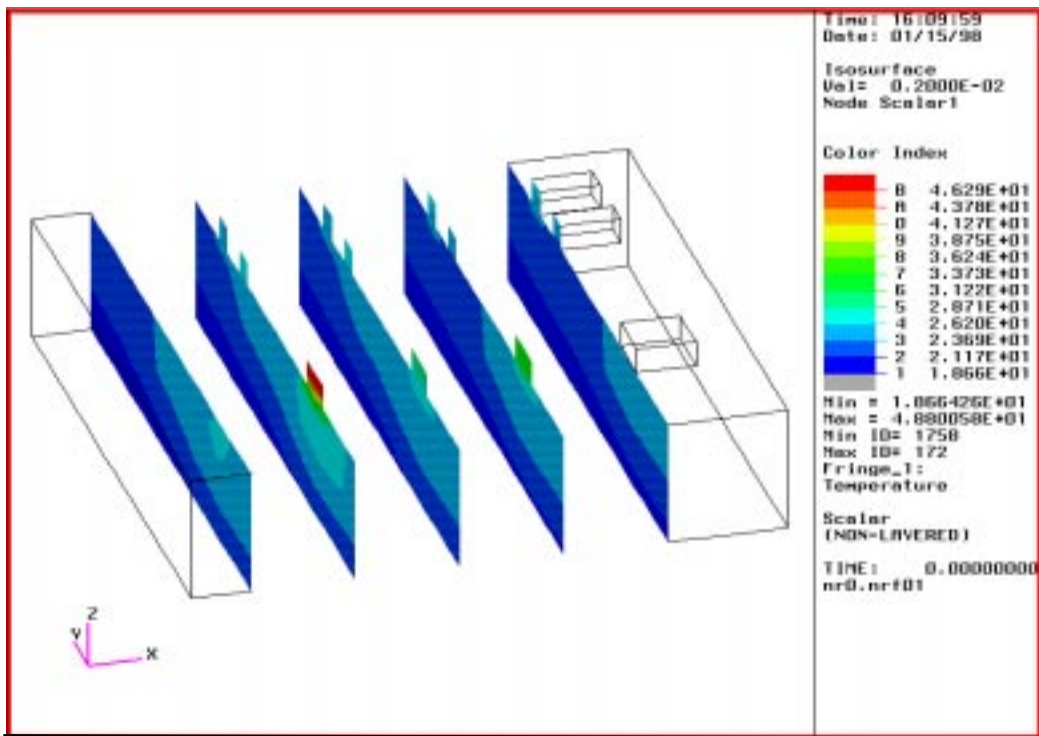 Time: 16:09:59
Date: 01/15/98
Isosurface
Val= 0.2000E-02
Node Scalar1
Color Index
B 4.629E+01
A 4.378E+01
0 4.127E+01
9 3.875E+01
8 3.624E+01
7 3.373E+01
6 3.122E+01
5 2.871E+01
4 2.620E+01
3 2.369E+01
2 2.117E+01
1 1.866E+01
Min = 1.866426E+01
Max = 4.880058E+01
Min ID= 1758
Max ID= 172
Fringe_1:
Temperature
Scalar
(NON-LAYERED)
TIME: 0.00000000
nr0.nrf01
Z
Y
X